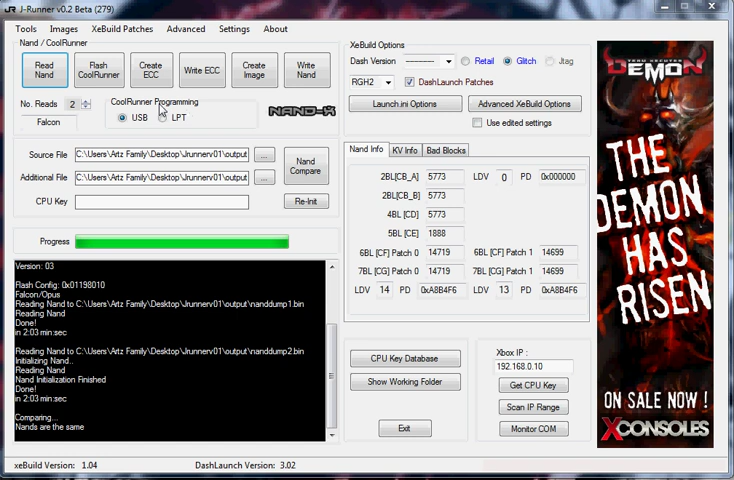 J-Runner v0.2 Beta (279)
Tools Images XeBuild Patches Advanced Settings About
Nand / CoolRunner
Read Nand
Flash CoolRunner
Create ECC
Write ECC
Create Image
Write Nand
No. Reads 2
Falcon
CoolRunner Programming
USB LPT
NAND-X
Source File C:\Users\Artz Family\Desktop\Jrunnerv01\output ...
Additional File C:\Users\Artz Family\Desktop\Jrunnerv01\output ...
Nand Compare
CPU Key
Re-Init
Progress
Version: 03
Flash Config: 0x01198010
Falcon/Opus
Reading Nand to C:\Users\Artz Family\Desktop\Jrunnerv01\output\nanddump1.bin
Reading Nand
Done!
in 2:03 min:sec
Reading Nand to C:\Users\Artz Family\Desktop\Jrunnerv01\output\nanddump2.bin
Initializing Nand..
Reading Nand
Nand Initialization Finished
Done!
in 2:03 min:sec
Comparing...
Nands are the same
XeBuild Options
Dash Version -------- Retail Glitch Jtag
RGH2 DashLaunch Patches
Launch.ini Options
Advanced XeBuild Options
Use edited settings
Nand Info KV Info Bad Blocks
2BL[CB_A] 5773 LDV 0 PD 0x000000
2BL[CB_B] 5773
4BL [CD] 5773
5BL [CE] 1888
6BL [CF] Patch 0 14719 6BL [CF] Patch 1 14699
7BL [CG] Patch 0 14719 7BL [CG] Patch 1 14699
LDV 14 PD 0xA8B4F6 LDV 13 PD 0xA8B4F6
CPU Key Database
Show Working Folder
Exit
Xbox IP :
192.168.0.10
Get CPU Key
Scan IP Range
Monitor COM
DEMON
THE
DEMON
HAS
RISEN
ON SALE NOW !
XCONSOLES
xeBuild Version: 1.04 DashLaunch Version: 3.02